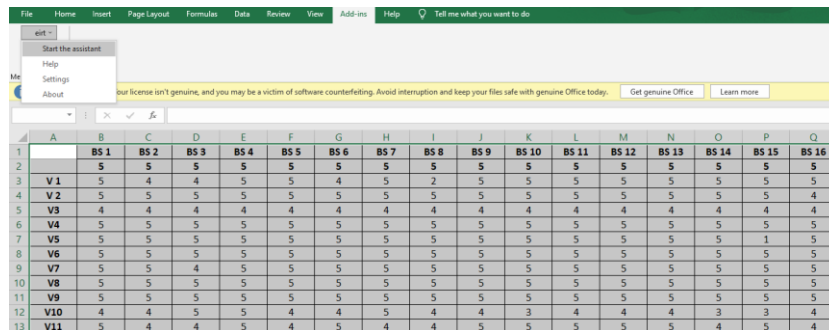 File Home Insert Page Layout Formulas Data Review View Add-ins Help Tell me what you want to do
eirt
Start the assistant
Help
Settings
About
Me
our license isn't genuine, and you may be a victim of software counterfeiting. Avoid interruption and keep your files safe with genuine Office today. Get genuine Office Learn more
fx
A B C D E F G H I J K L M N O P Q
1 BS 1 BS 2 BS 3 BS 4 BS 5 BS 6 BS 7 BS 8 BS 9 BS 10 BS 11 BS 12 BS 13 BS 14 BS 15 BS 16
2 5 5 5 5 5 5 5 5 5 5 5 5 5 5 5 5
3 V 1 5 4 4 5 5 4 5 2 5 5 5 5 5 5 5 5
4 V 2 5 5 5 5 5 5 5 5 5 5 5 5 5 5 5 4
5 V3 4 4 4 4 4 4 4 4 4 4 4 4 4 4 4 4
6 V4 5 5 5 5 5 5 5 5 5 5 5 5 5 5 5 5
7 V5 5 5 5 5 5 5 5 5 5 5 5 5 5 5 1 5
8 V6 5 5 5 5 5 5 5 5 5 5 5 5 5 5 5 5
9 V7 5 5 4 5 5 5 5 5 5 5 5 5 5 5 5 5
10 V8 5 5 5 5 5 5 5 5 5 5 5 5 5 5 5 5
11 V9 5 5 5 5 5 5 5 5 5 5 5 5 5 5 5 5
12 V10 4 4 5 5 4 4 5 4 4 3 4 4 4 3 3 4
13 V11 5 4 4 5 4 5 4 4 5 5 5 5 5 4 5 4